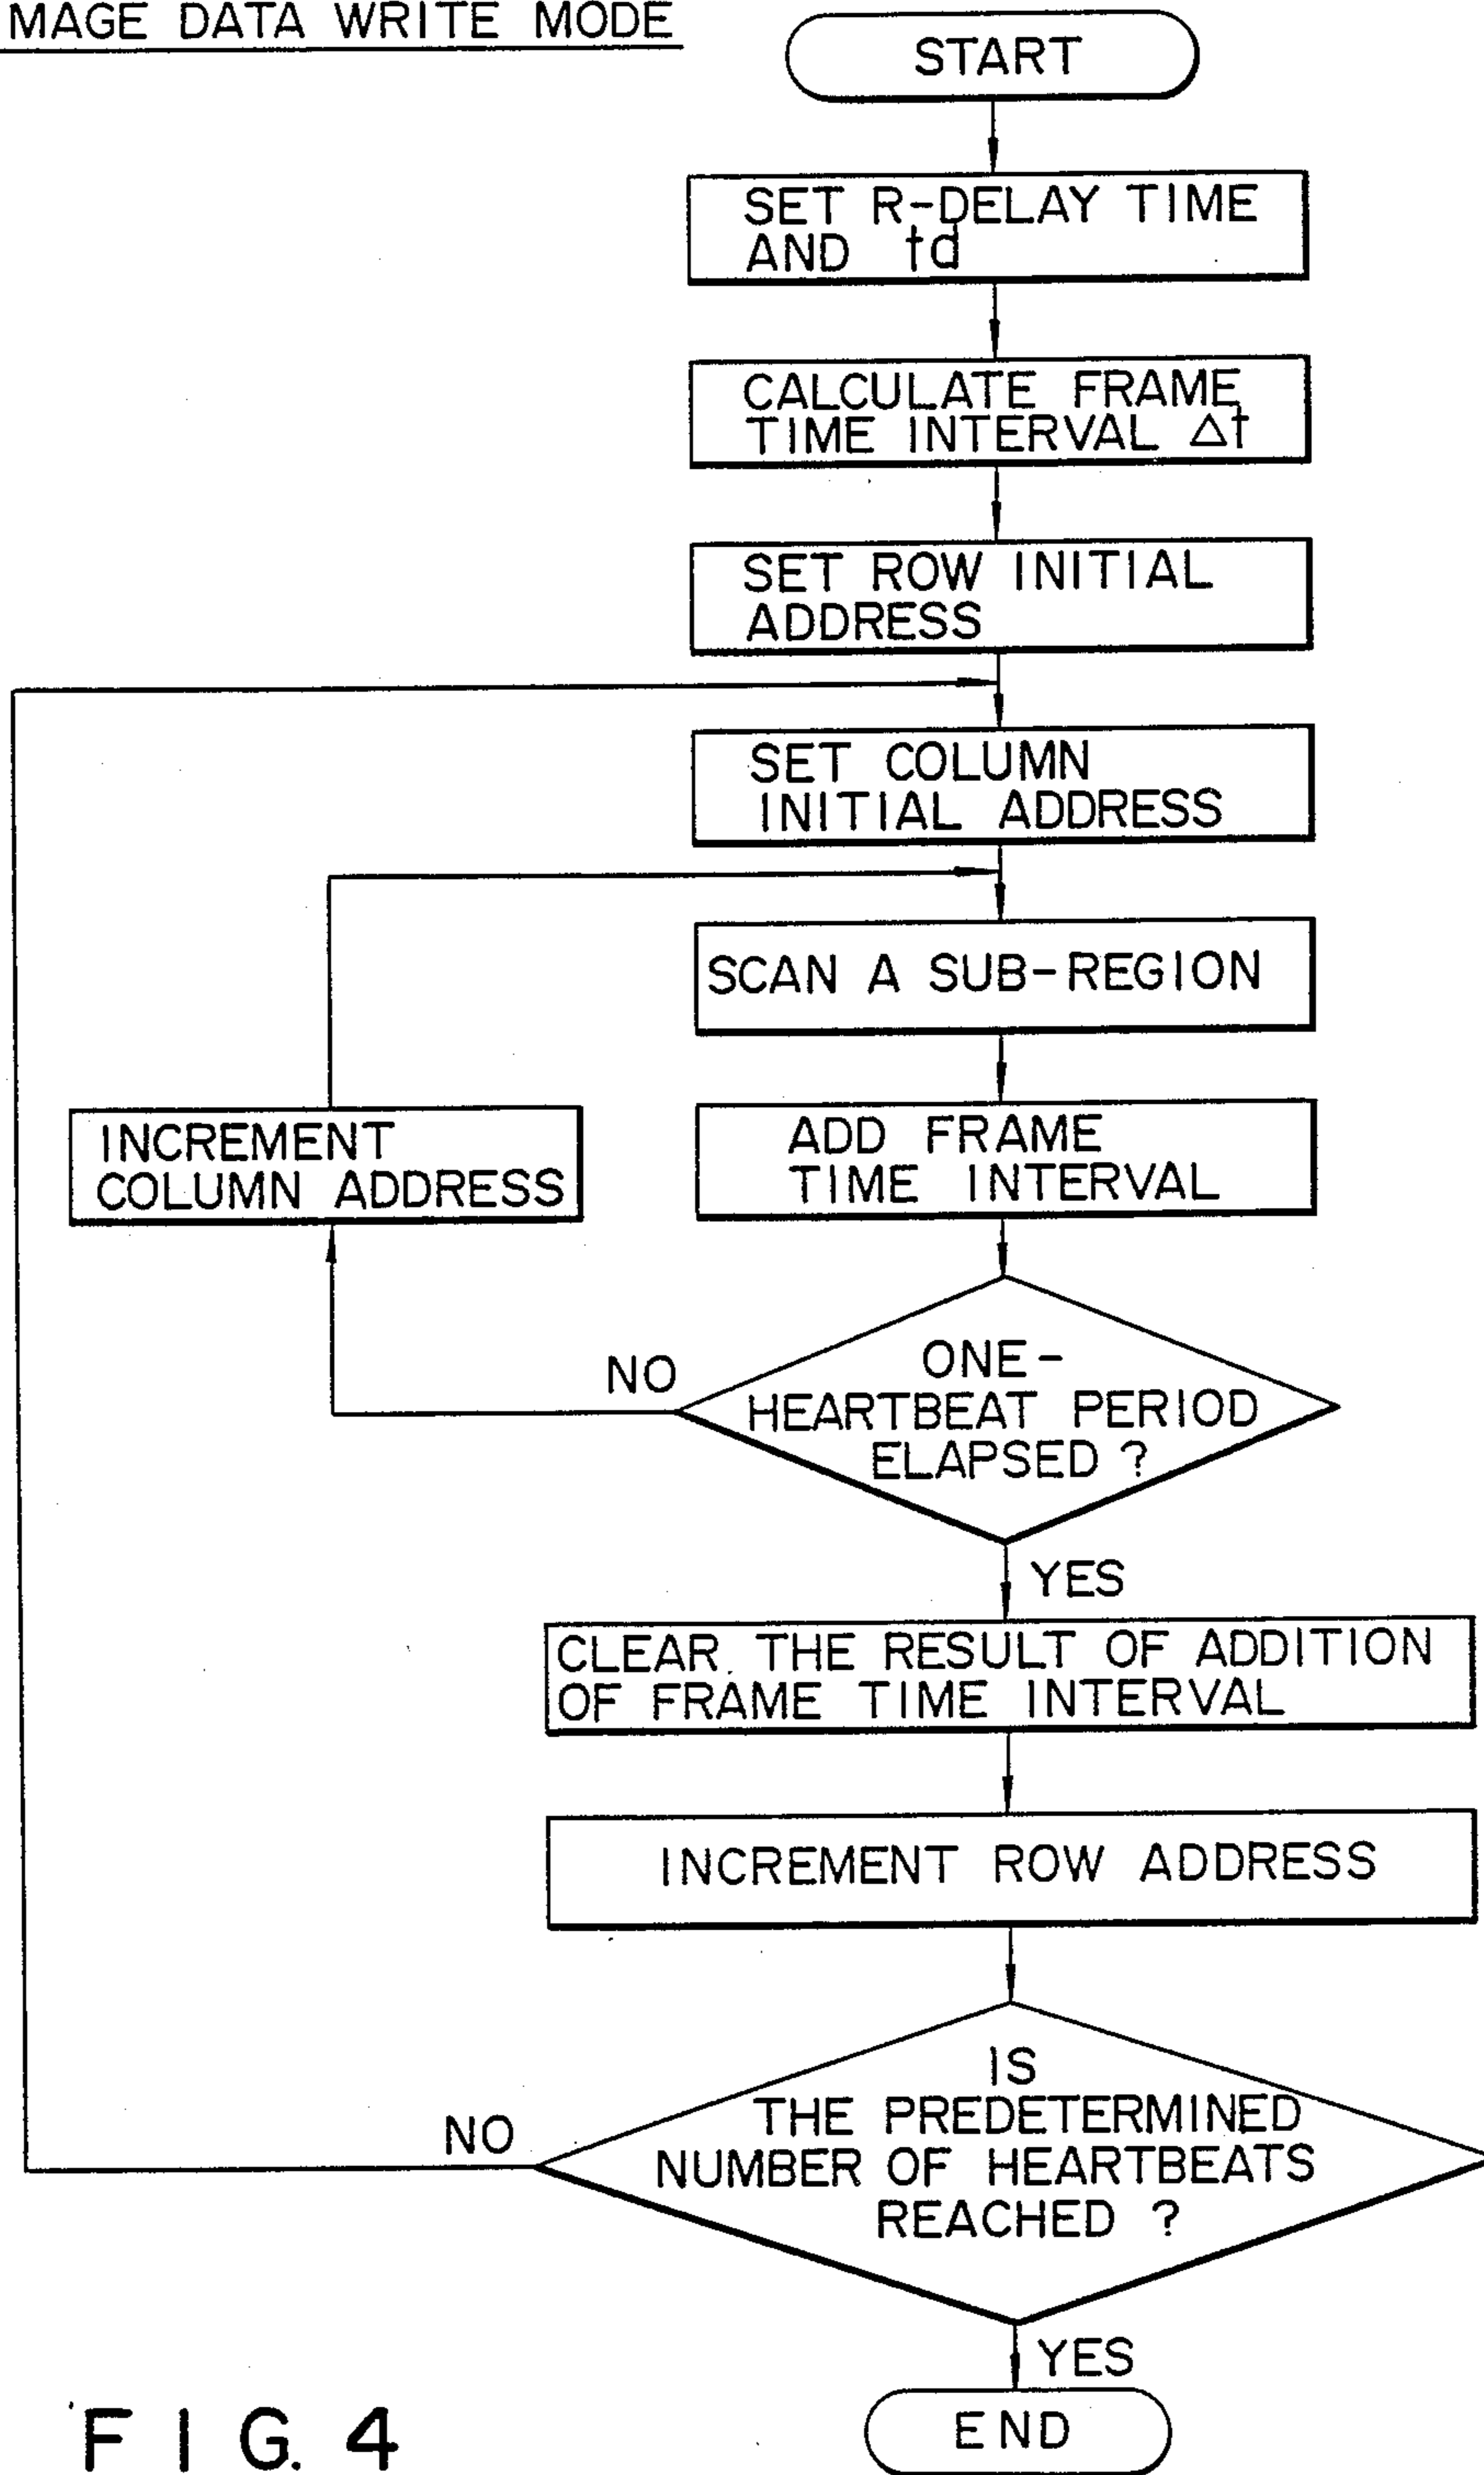 MAGE DATA WRITE MODE
START
SET R-DELAY TIME
AND td
CALCULATE FRAME
TIME INTERVAL Δt
SET ROW INITIAL
ADDRESS
SET COLUMN
INITIAL ADDRESS
SCAN A SUB-REGION
INCREMENT
COLUMN ADDRESS
ADD FRAME
TIME INTERVAL
NO
ONE-
HEARTBEAT PERIOD
ELAPSED ?
YES
CLEAR THE RESULT OF ADDITION
OF FRAME TIME INTERVAL
INCREMENT ROW ADDRESS
NO
IS
THE PREDETERMINED
NUMBER OF HEARTBEATS
REACHED ?
YES
END
FIG. 4